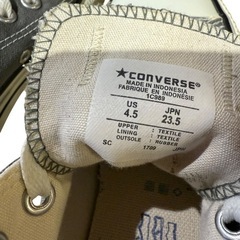 ★CONVERSE®
MADE IN INDONESIA
FABRIQUE EN INDONESIE
1C989
US JPN
4.5 23.5
UPPER : TEXTILE
LINING : TEXTILE
OUTSOLE : RUBBER
SC 1709